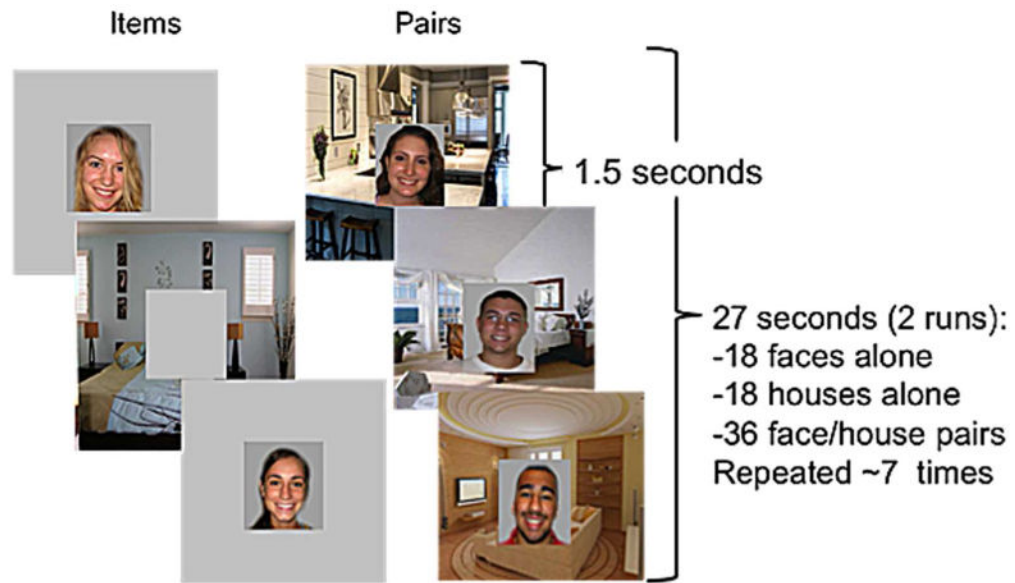 Items
Pairs
1.5 seconds
27 seconds (2 runs):
-18 faces alone
-18 houses alone
-36 face/house pairs
Repeated ~7 times